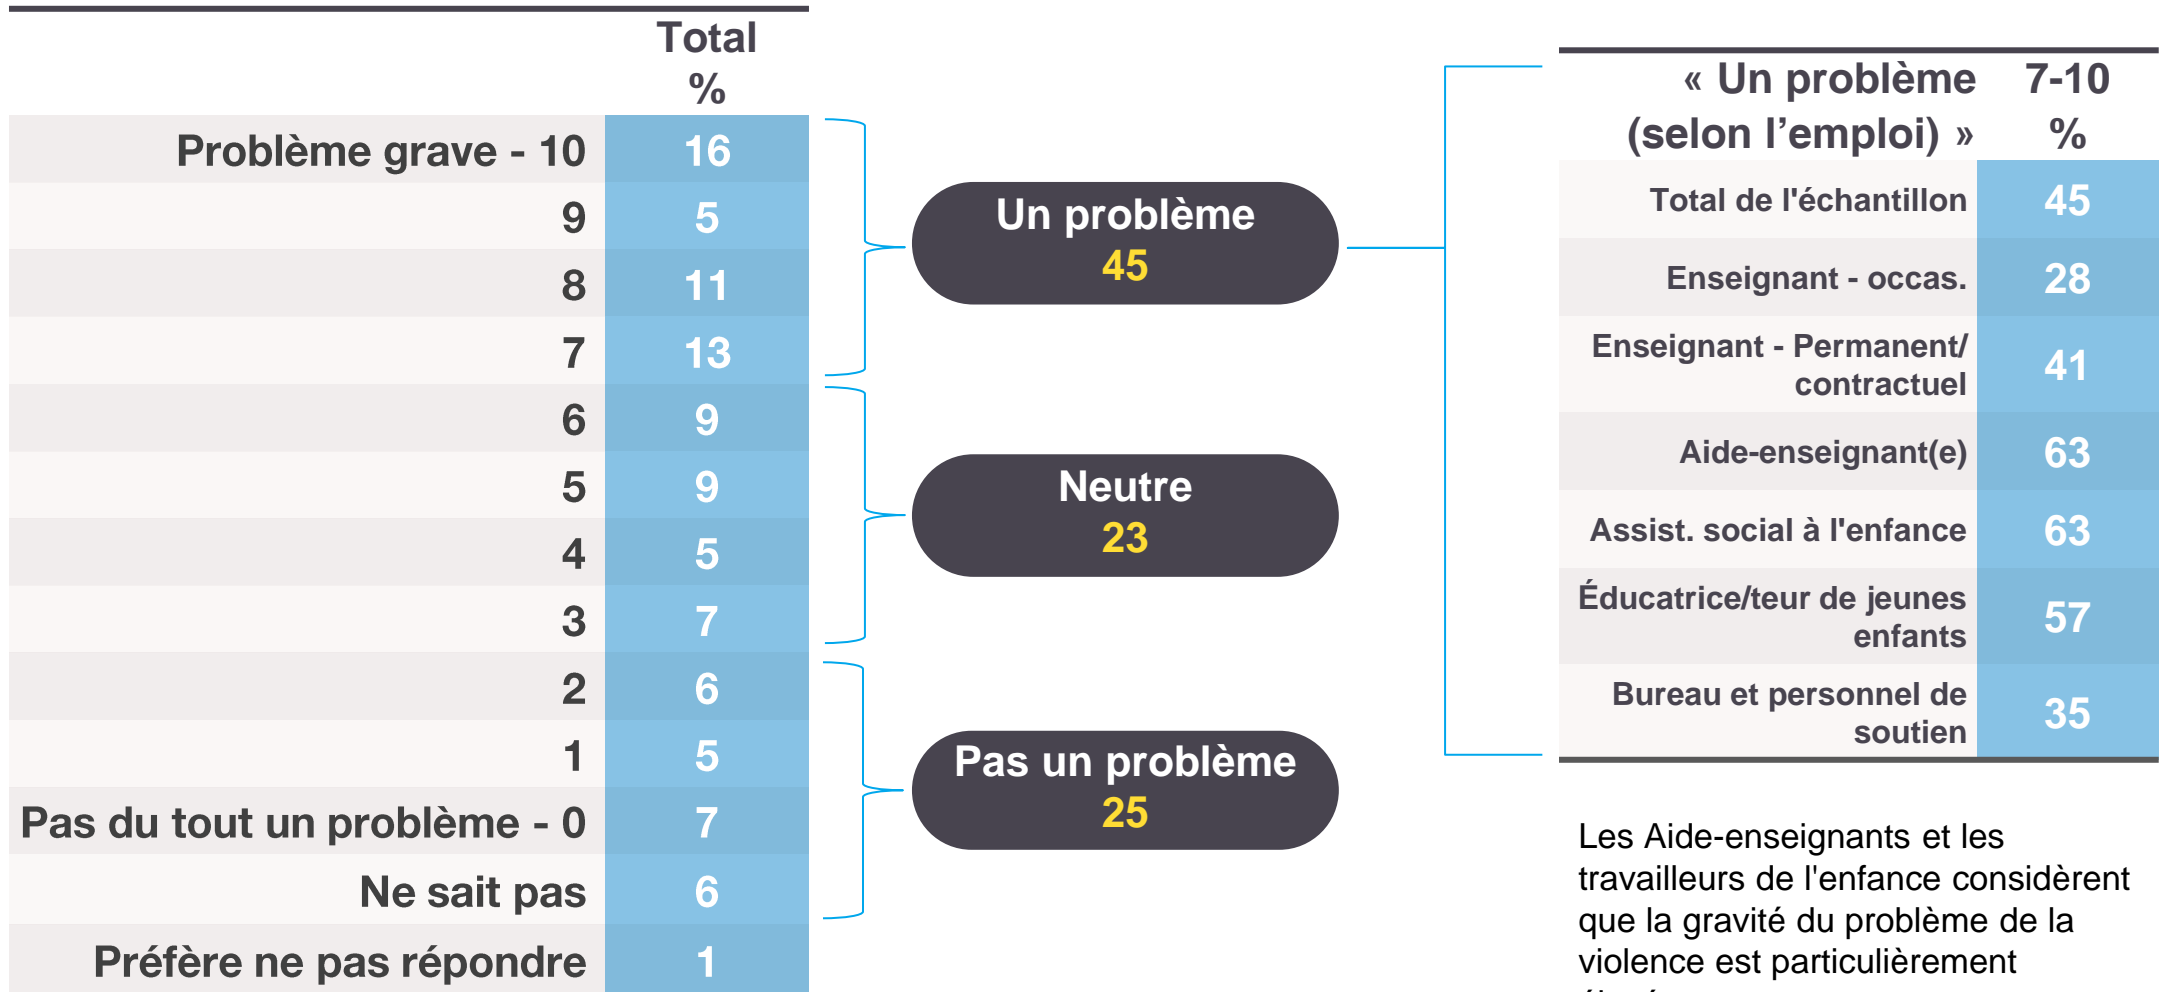 Total
%
Problème grave - 10 16
9 5
8 11
7 13
6 9
5 9
4 5
3 7
2 6
1 5
Pas du tout un problème - 0 7
Ne sait pas 6
Préfère ne pas répondre 1
Un problème
45
Neutre
23
Pas un problème
25
« Un problème 7-10
(selon l’emploi) » %
Total de l'échantillon 45
Enseignant - occas. 28
Enseignant - Permanent/
contractuel 41
Aide-enseignant(e) 63
Assist. social à l'enfance 63
Éducatrice/teur de jeunes
enfants 57
Bureau et personnel de
soutien 35
Les Aide-enseignants et les
travailleurs de l'enfance considèrent
que la gravité du problème de la
violence est particulièrement